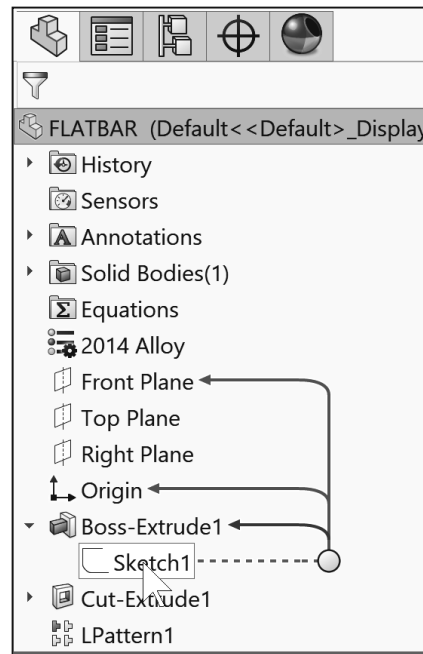 FLATBAR (Default<<Default>_Display
History
Sensors
Annotations
Solid Bodies(1)
Equations
2014 Alloy
Front Plane
Top Plane
Right Plane
Origin
Boss-Extrude1
Sketch1
Cut-Extrude1
LPattern1